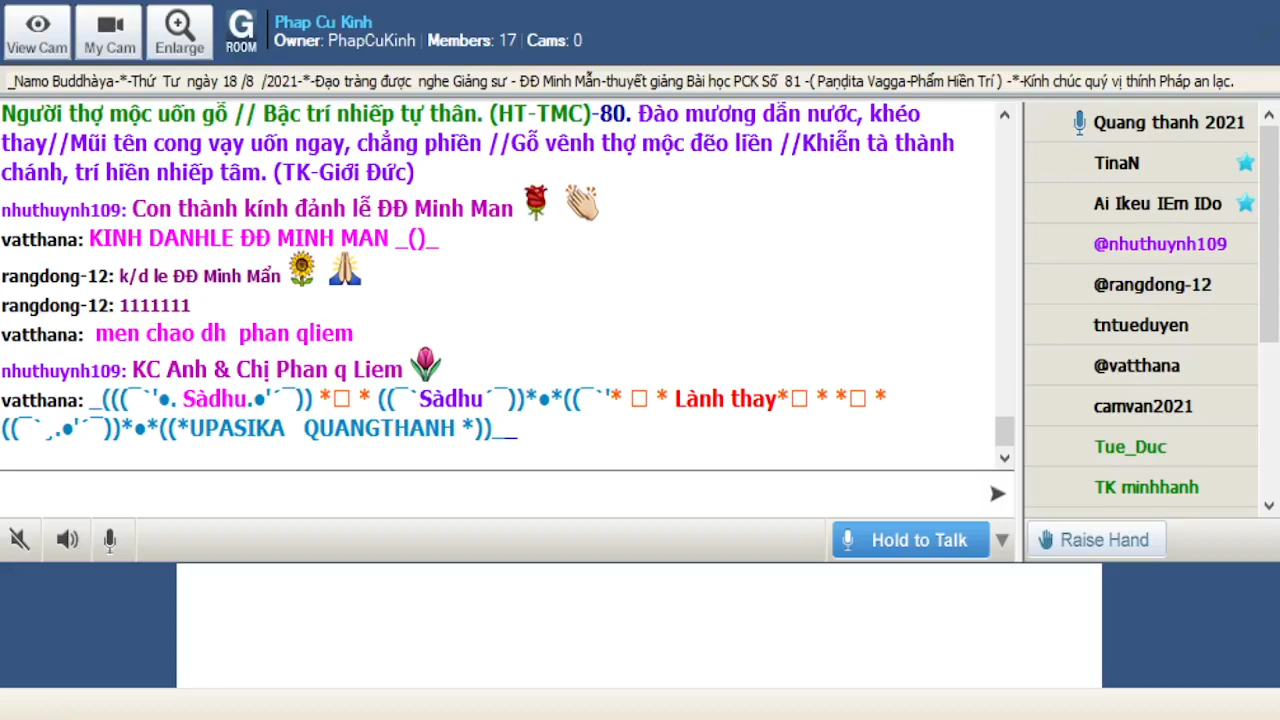 Phap Cu Kinh
View Cam My Cam Enlarge G ROOM Owner: PhapCuKinh Members: 17 Cams: 0
_Namo Buddhàya-*-Thứ Tư ngày 18 /8 /2021-*-Đạo tràng được nghe Giảng sư - ĐĐ Minh Mẫn-thuyết giảng Bài học PCK Số 81 -( Paṇḍita Vagga-Phẩm Hiền Trí ) -*-Kính chúc quý vị thính Pháp an lạc.
Người thợ mộc uốn gỗ // Bậc trí nhiếp tự thân. (HT-TMC)-80. Đào mương dẫn nước, khéo
thay//Mũi tên cong vạy uốn ngay, chẳng phiền //Gỗ vênh thợ mộc đẽo liền //Khiễn tà thành
chánh, trí hiền nhiếp tâm. (TK-Giới Đức)
nhuthuynh109: Con thành kính đảnh lễ ĐĐ Minh Man
vatthana: KINH DANHLE ĐĐ MINH MAN _()_
rangdong-12: k/d le ĐĐ Minh Mẩn
rangdong-12: 1111111
vatthana: men chao dh phan qliem
nhuthuynh109: KC Anh & Chị Phan q Liem
vatthana: _(((¯`'●. Sàdhu.●'´¯)) *□ * ((¯`Sàdhu´¯))*●*((¯`'* □ * Lành thay*□ * *□ *
((¯`¸.●'´¯))*●*((*UPASIKA QUANGTHANH *))__
Quang thanh 2021
TinaN
Ai Ikeu IEm IDo
@nhuthuynh109
@rangdong-12
tntueduyen
@vatthana
camvan2021
Tue_Duc
TK minhhanh
Hold to Talk
Raise Hand